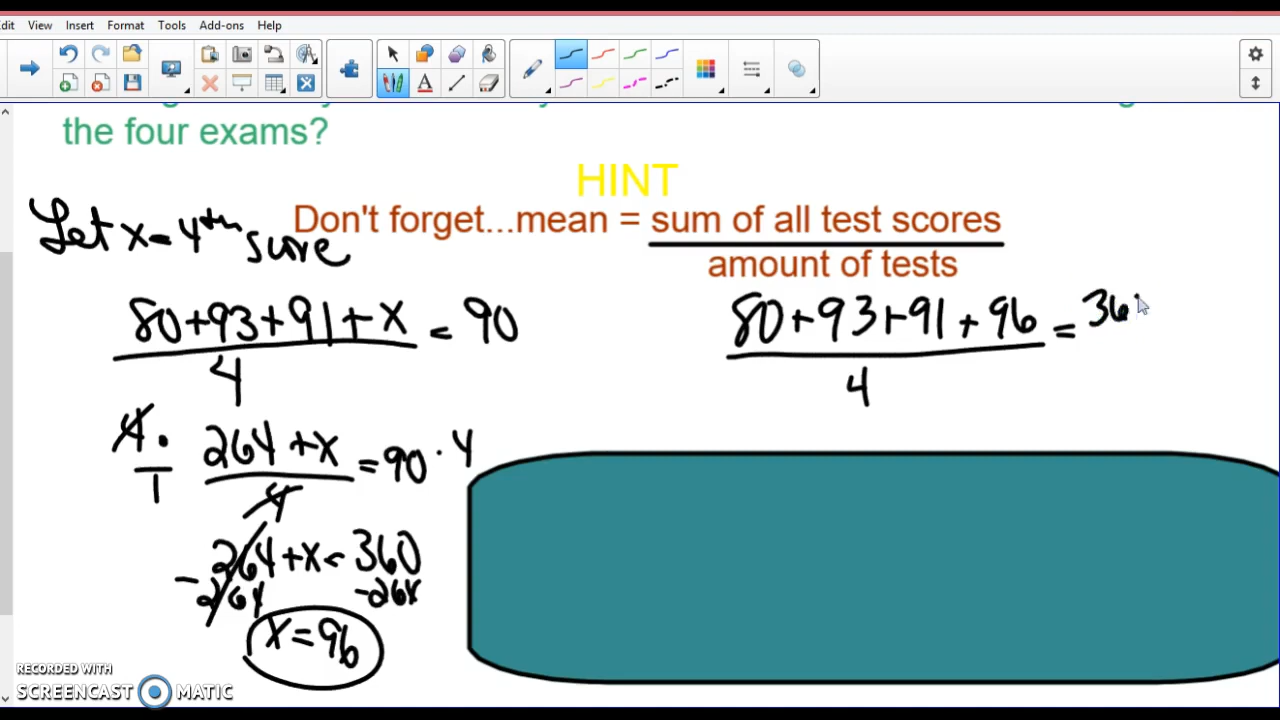 Edit View Insert Format Tools Add-ons Help
the four exams?
HINT
Don't forget...mean = sum of all test scores
amount of tests
Let x = 4th score
80+93+91+x = 90
4
80+93+91+96 = 36
4
4 · 264+x = 90 · 4
1 4
264+x = 360
-264 -264
x = 96
RECORDED WITH
SCREENCAST MATIC